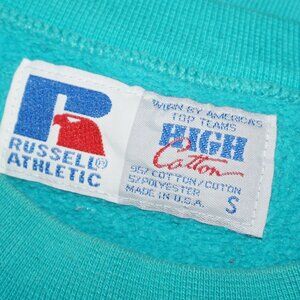 RUSSELL®
ATHLETIC
WORN BY AMERICA'S
TOP TEAMS
HIGH
Cotton
95/COTTON/COTON
5/POLYESTER
MADE IN U.S.A.
S